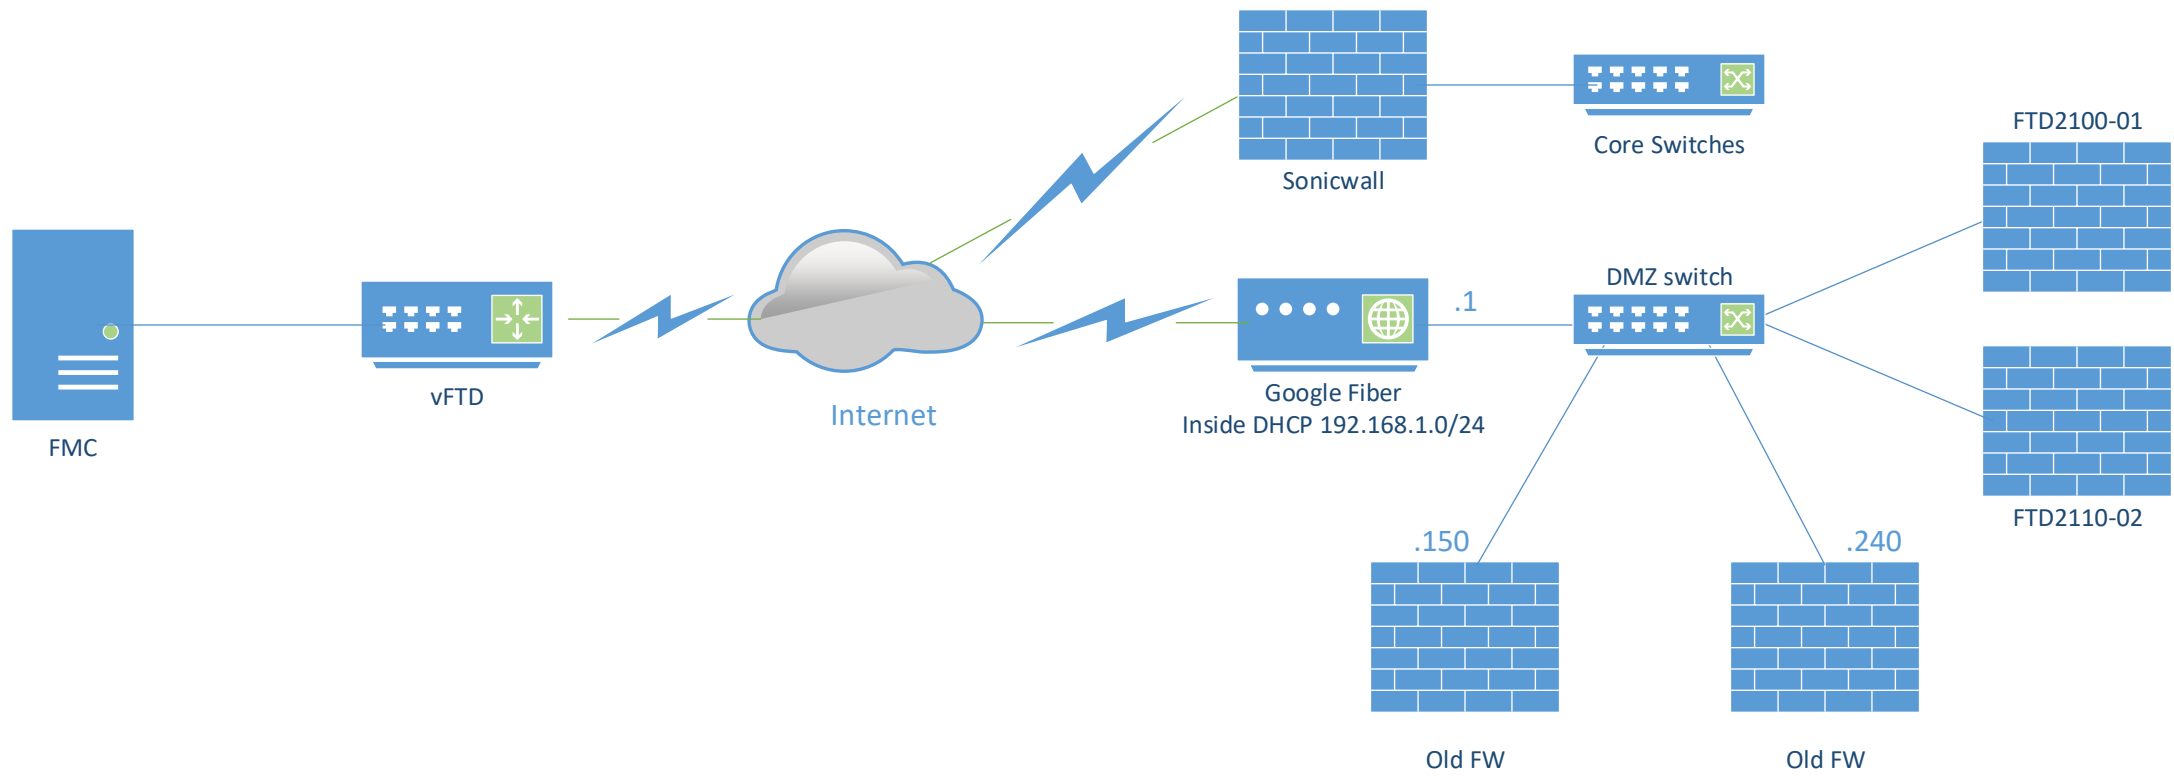 FTD2100-01
Core Switches
Sonicwall
DMZ switch
.1
vFTD
Google Fiber
Internet
Inside DHCP 192.168.1.0/24
FMC
FTD2110-02
.150
.240
Old FW
Old FW